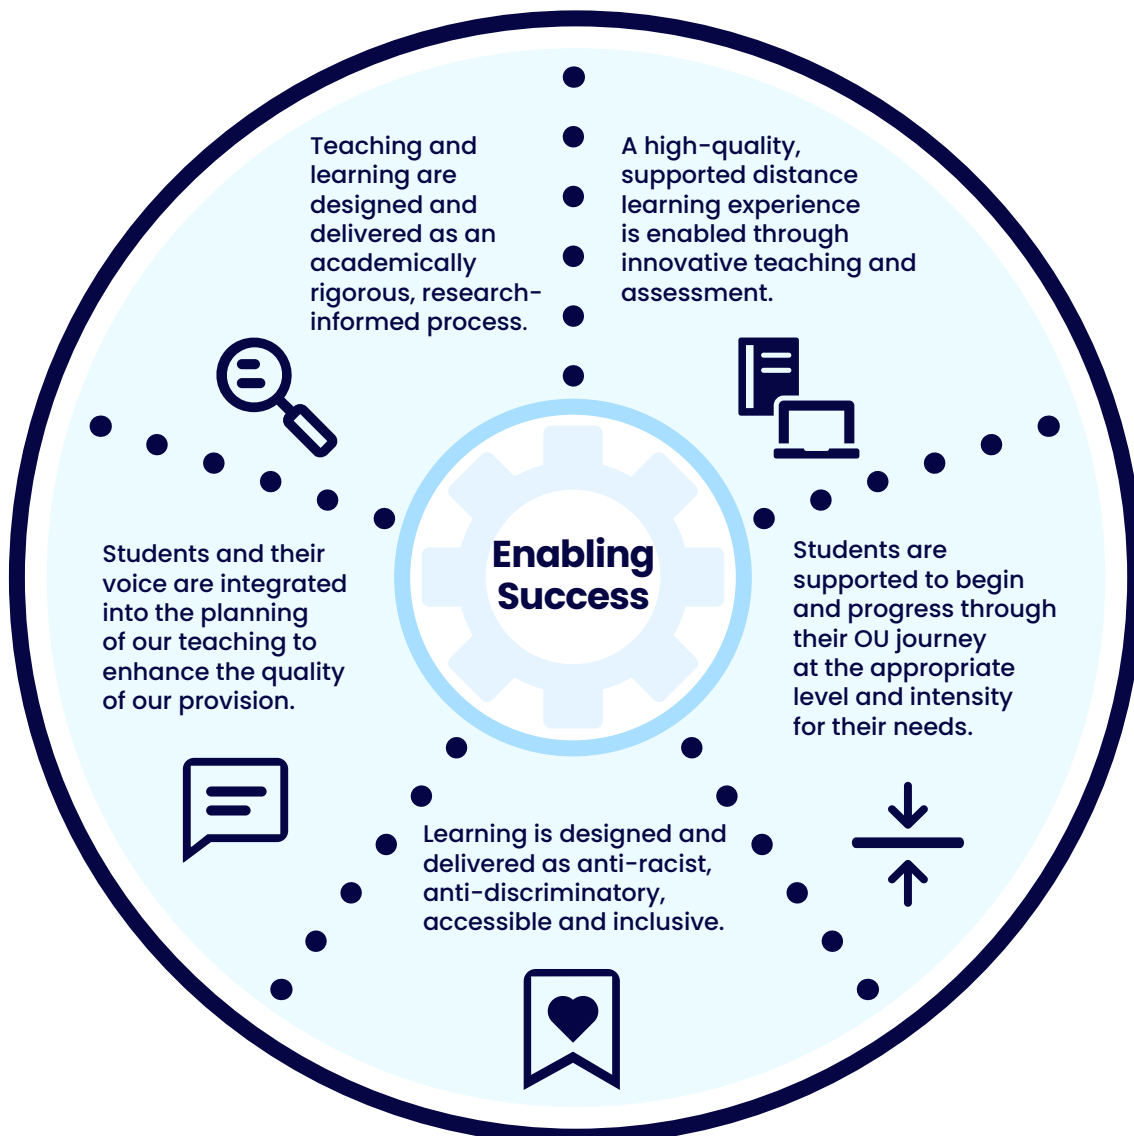 Teaching and
learning are
designed and
delivered as an
academically
rigorous, research-
informed process.
A high-quality,
supported distance
learning experience
is enabled through
innovative teaching and
assessment.
Enabling
Success
Students and their
voice are integrated
into the planning
of our teaching to
enhance the quality
of our provision.
Students are
supported to begin
and progress through
their OU journey
at the appropriate
level and intensity
for their needs.
Learning is designed and
delivered as anti-racist,
anti-discriminatory,
accessible and inclusive.